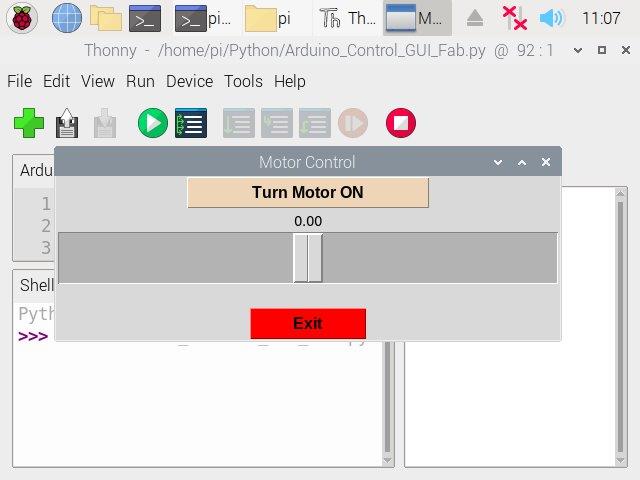 pi...
pi
Th...
M...
11:07
Thonny - /home/pi/Python/Arduino_Control_GUI_Fab.py @ 92 : 1
File Edit View Run Device Tools Help
Ardu
Motor Control
Turn Motor ON
1
2
3
0.00
Shell
Exit
Pyth
>>>